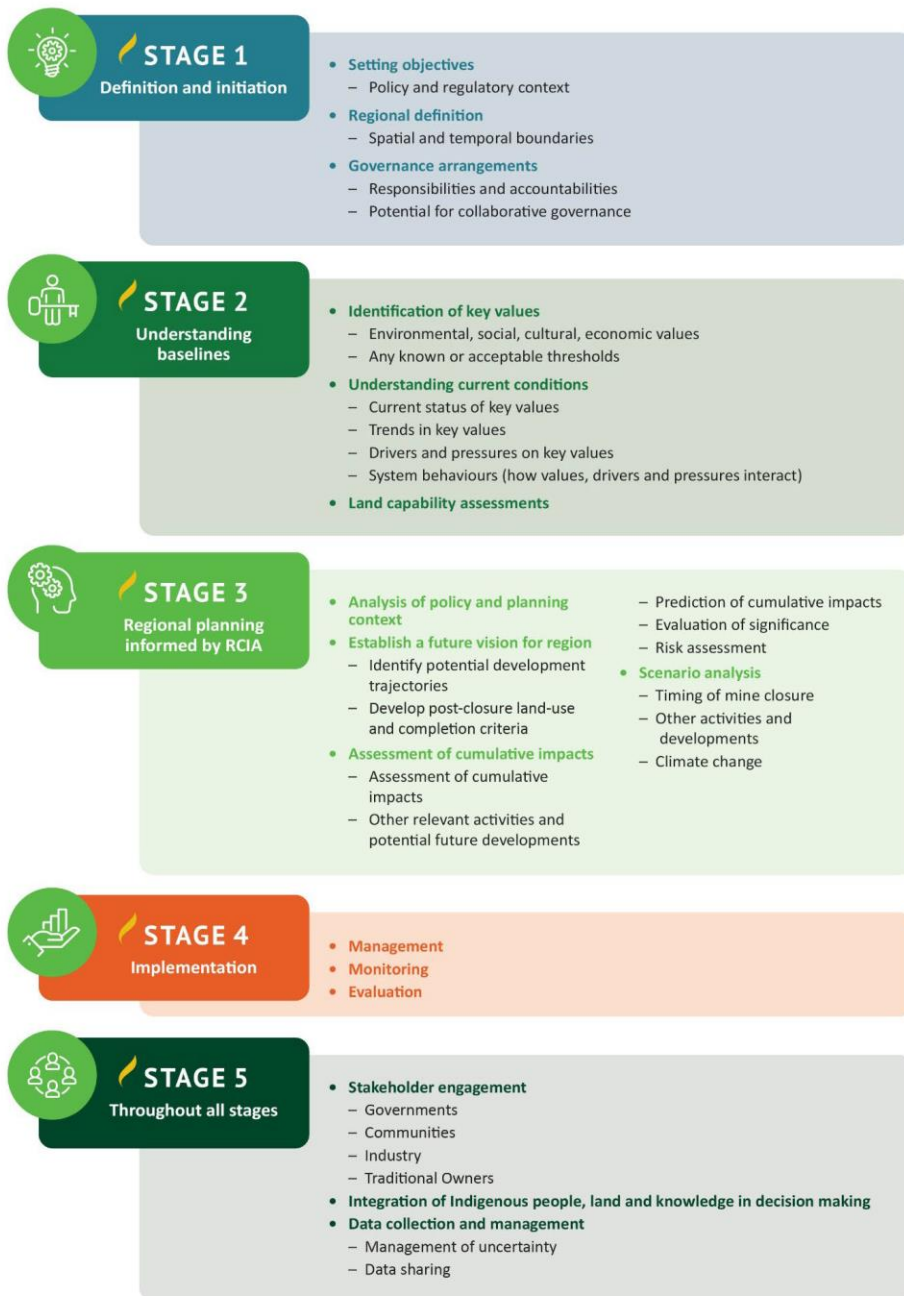 STAGE 1
Definition and initiation
• Setting objectives
– Policy and regulatory context
• Regional definition
– Spatial and temporal boundaries
• Governance arrangements
– Responsibilities and accountabilities
– Potential for collaborative governance
STAGE 2
Understanding
baselines
• Identification of key values
– Environmental, social, cultural, economic values
– Any known or acceptable thresholds
• Understanding current conditions
– Current status of key values
– Trends in key values
– Drivers and pressures on key values
– System behaviours (how values, drivers and pressures interact)
• Land capability assessments
STAGE 3
Regional planning
informed by RCIA
• Analysis of policy and planning
context
• Establish a future vision for region
– Identify potential development
trajectories
– Develop post-closure land-use
and completion criteria
• Assessment of cumulative impacts
– Assessment of cumulative
impacts
– Other relevant activities and
potential future developments
– Prediction of cumulative impacts
– Evaluation of significance
– Risk assessment
• Scenario analysis
– Timing of mine closure
– Other activities and
developments
– Climate change
STAGE 4
Implementation
• Management
• Monitoring
• Evaluation
STAGE 5
Throughout all stages
• Stakeholder engagement
– Governments
– Communities
– Industry
– Traditional Owners
• Integration of Indigenous people, land and knowledge in decision making
• Data collection and management
– Management of uncertainty
– Data sharing